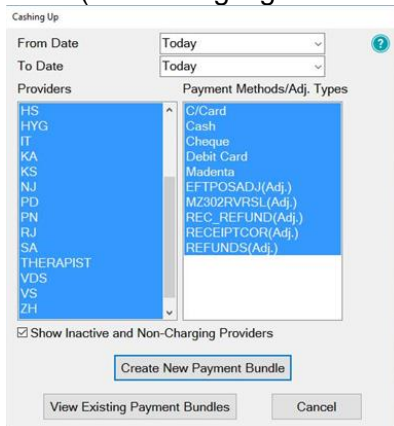 Cashing Up
From Date
Today
?
To Date
Today
Providers
Payment Methods/Adj. Types
HS
HYG
IT
KA
KS
NJ
PD
PN
RJ
SA
THERAPIST
VDS
VS
ZH
C/Card
Cash
Cheque
Debit Card
Madenta
EFTPOSADJ(Adj.)
MZ302RVRSL(Adj.)
REC_REFUND(Adj.)
RECEIPTCOR(Adj.)
REFUNDS(Adj.)
Show Inactive and Non-Charging Providers
Create New Payment Bundle
View Existing Payment Bundles
Cancel